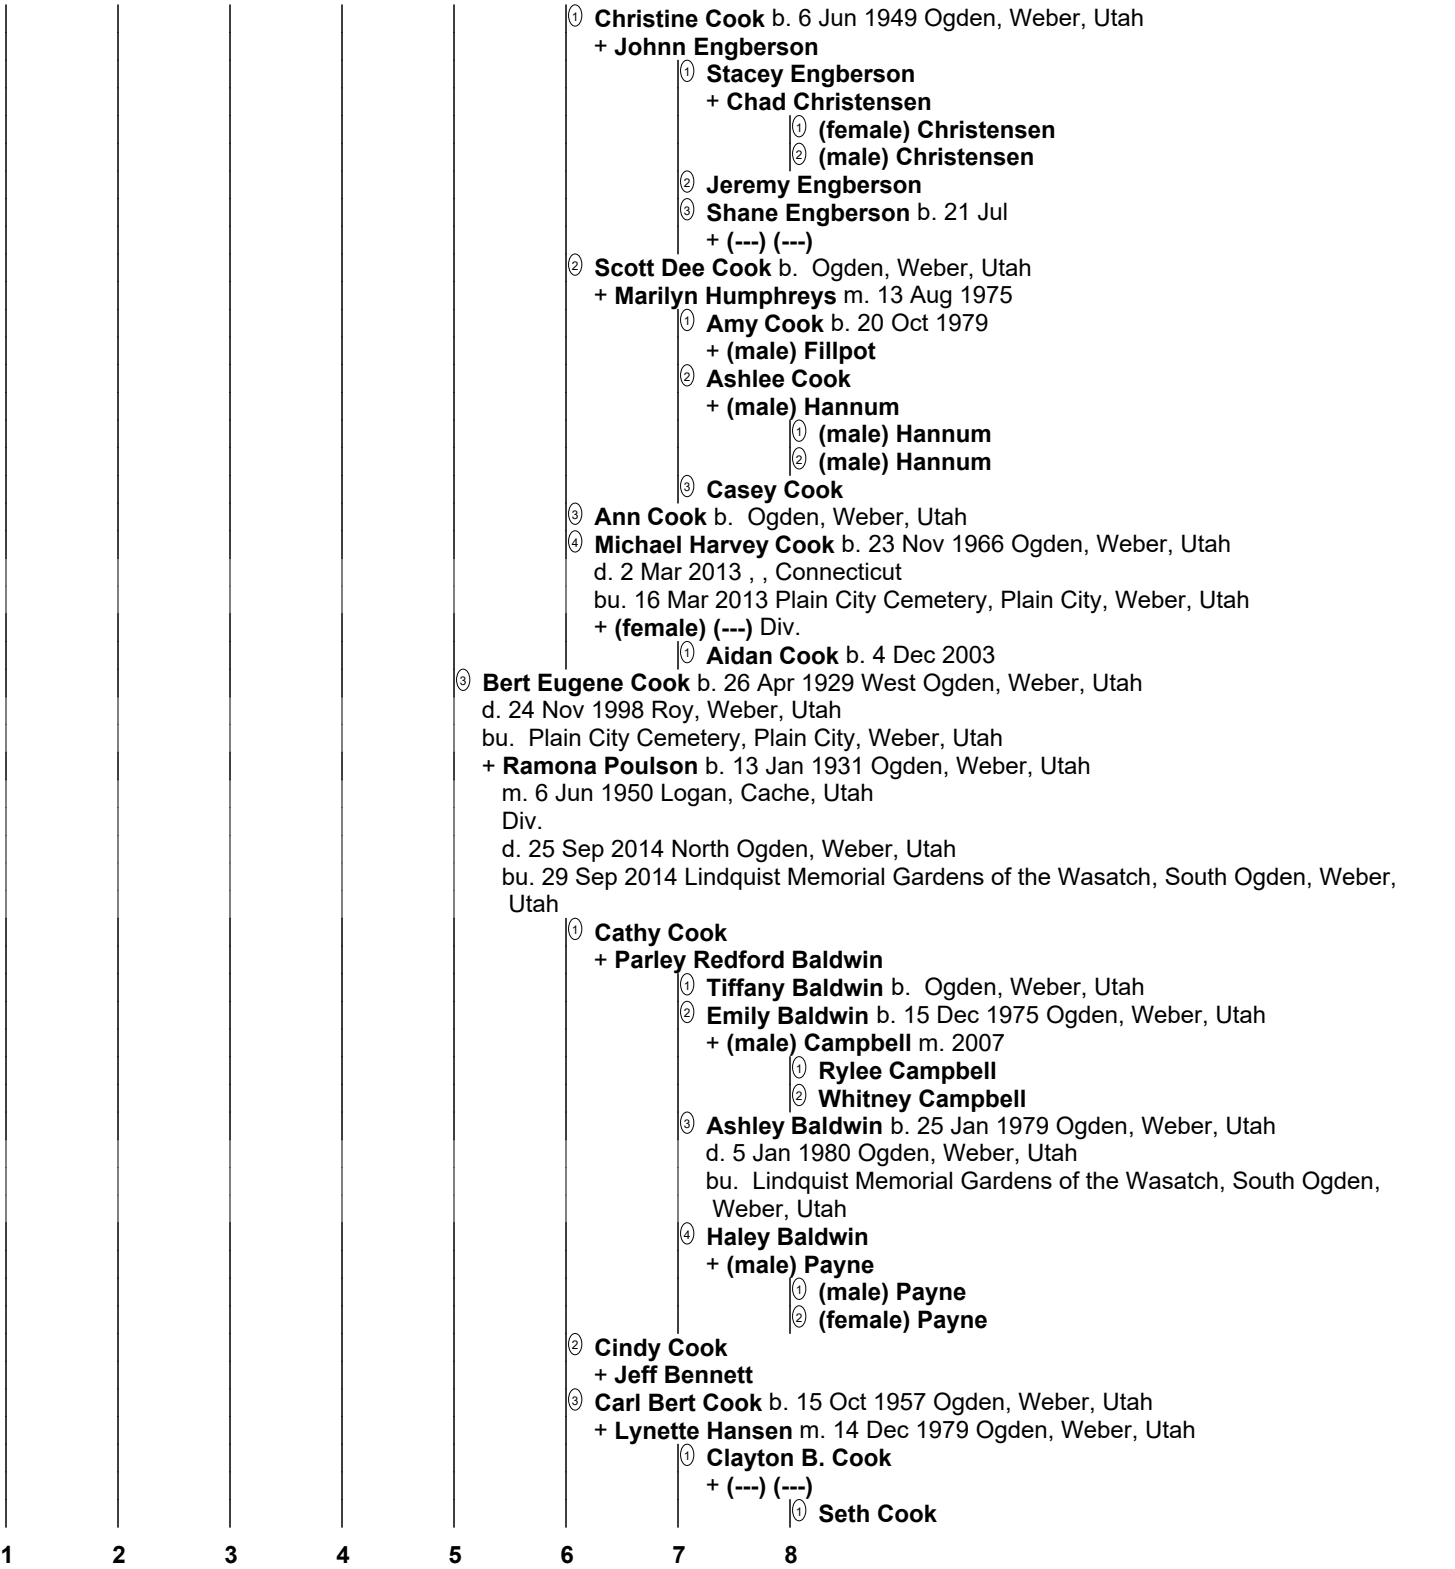 ① Christine Cook b. 6 Jun 1949 Ogden, Weber, Utah
+ Johnn Engberson
① Stacey Engberson
+ Chad Christensen
① (female) Christensen
② (male) Christensen
② Jeremy Engberson
③ Shane Engberson b. 21 Jul
+ (---) (---)
② Scott Dee Cook b. Ogden, Weber, Utah
+ Marilyn Humphreys m. 13 Aug 1975
① Amy Cook b. 20 Oct 1979
+ (male) Fillpot
② Ashlee Cook
+ (male) Hannum
① (male) Hannum
② (male) Hannum
③ Casey Cook
③ Ann Cook b. Ogden, Weber, Utah
④ Michael Harvey Cook b. 23 Nov 1966 Ogden, Weber, Utah
d. 2 Mar 2013 , , Connecticut
bu. 16 Mar 2013 Plain City Cemetery, Plain City, Weber, Utah
+ (female) (---) Div.
① Aidan Cook b. 4 Dec 2003
③ Bert Eugene Cook b. 26 Apr 1929 West Ogden, Weber, Utah
d. 24 Nov 1998 Roy, Weber, Utah
bu. Plain City Cemetery, Plain City, Weber, Utah
+ Ramona Poulson b. 13 Jan 1931 Ogden, Weber, Utah
m. 6 Jun 1950 Logan, Cache, Utah
Div.
d. 25 Sep 2014 North Ogden, Weber, Utah
bu. 29 Sep 2014 Lindquist Memorial Gardens of the Wasatch, South Ogden, Weber,
Utah
① Cathy Cook
+ Parley Redford Baldwin
① Tiffany Baldwin b. Ogden, Weber, Utah
② Emily Baldwin b. 15 Dec 1975 Ogden, Weber, Utah
+ (male) Campbell m. 2007
① Rylee Campbell
② Whitney Campbell
③ Ashley Baldwin b. 25 Jan 1979 Ogden, Weber, Utah
d. 5 Jan 1980 Ogden, Weber, Utah
bu. Lindquist Memorial Gardens of the Wasatch, South Ogden,
Weber, Utah
④ Haley Baldwin
+ (male) Payne
① (male) Payne
② (female) Payne
② Cindy Cook
+ Jeff Bennett
③ Carl Bert Cook b. 15 Oct 1957 Ogden, Weber, Utah
+ Lynette Hansen m. 14 Dec 1979 Ogden, Weber, Utah
① Clayton B. Cook
+ (---) (---)
① Seth Cook
1 2 3 4 5 6 7 8